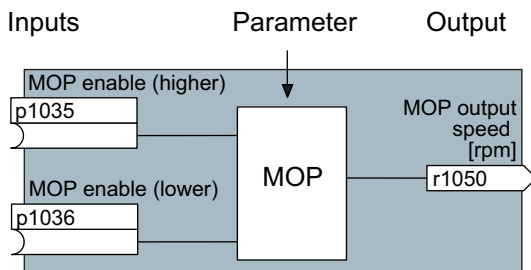 Inputs
Parameter
Output
MOP enable (higher)
p1035
MOP enable (lower)
p1036
MOP
MOP output
speed
[rpm]
r1050